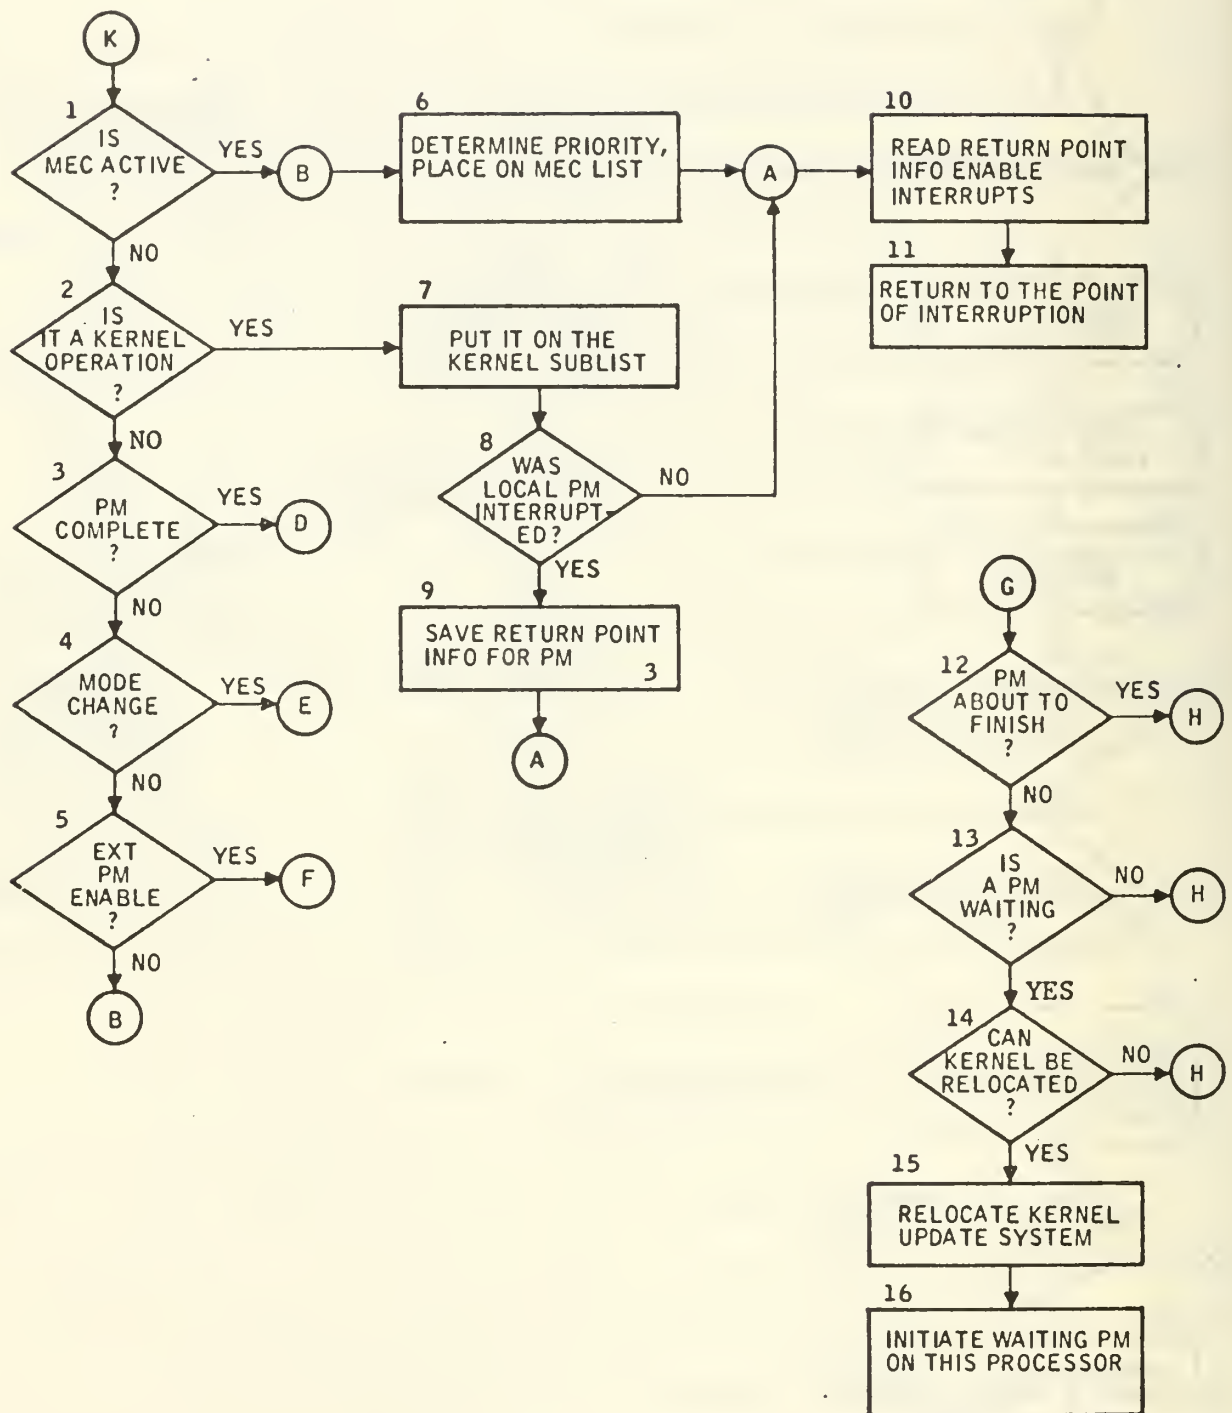 K
1
IS
MEC ACTIVE
?
YES
B
NO
6
DETERMINE PRIORITY,
PLACE ON MEC LIST
A
10
READ RETURN POINT
INFO ENABLE
INTERRUPTS
11
RETURN TO THE POINT
OF INTERRUPTION
2
IS
IT A KERNEL
OPERATION
?
YES
NO
7
PUT IT ON THE
KERNEL SUBLIST
8
WAS
LOCAL PM
INTERRUPT-
ED?
NO
YES
9
SAVE RETURN POINT
INFO FOR PM
3
A
3
PM
COMPLETE
?
YES
D
NO
4
MODE
CHANGE
?
YES
E
NO
5
EXT
PM
ENABLE
?
YES
F
NO
B
G
12
PM
ABOUT TO
FINISH
?
YES
H
NO
13
IS
A PM
WAITING
?
NO
H
YES
14
CAN
KERNEL BE
RELOCATED
?
NO
H
YES
15
RELOCATE KERNEL
UPDATE SYSTEM
16
INITIATE WAITING PM
ON THIS PROCESSOR